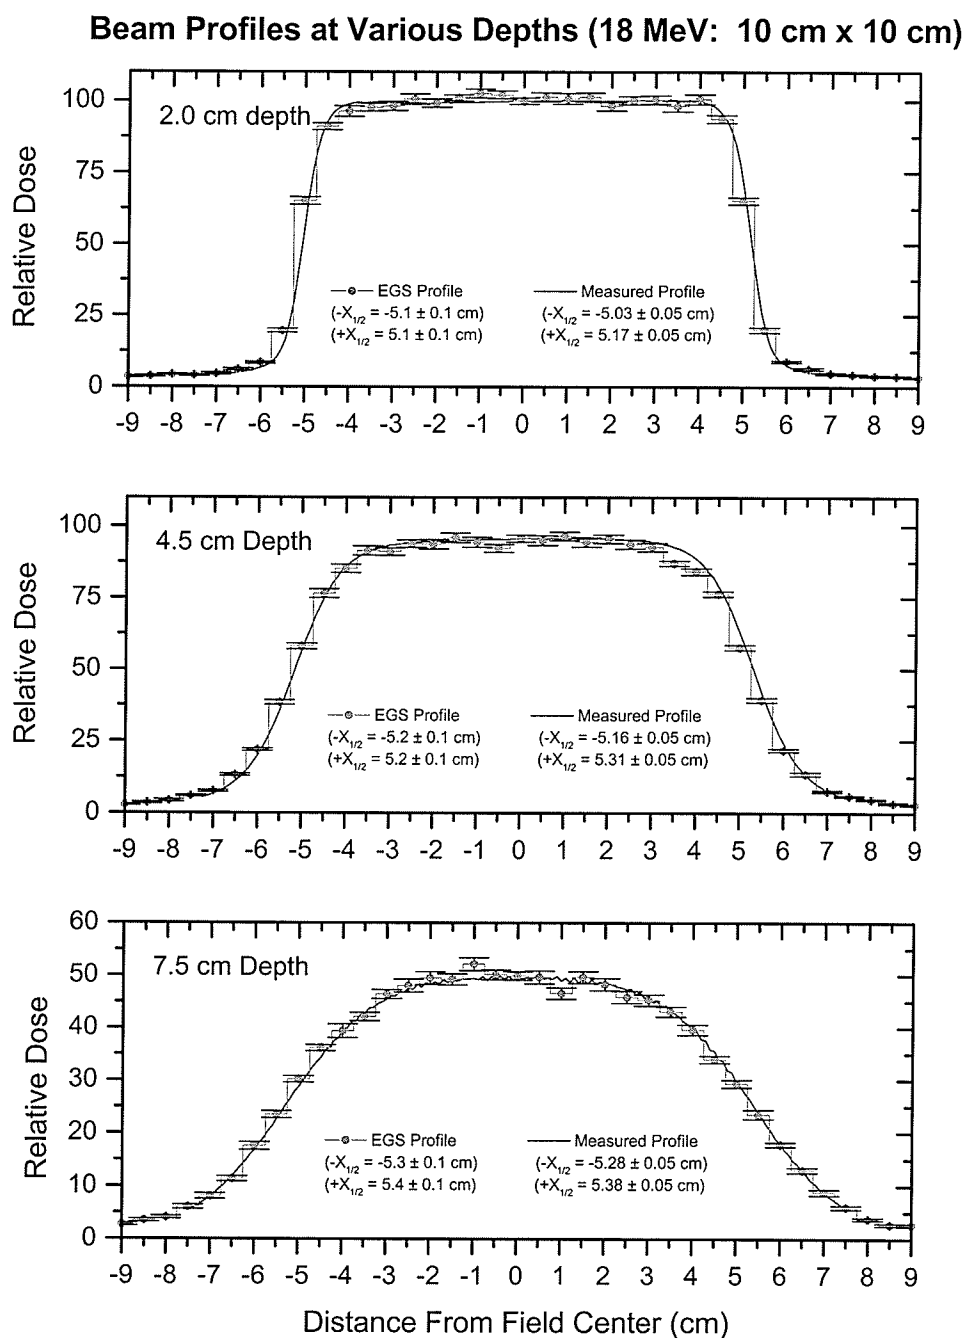 Beam Profiles at Various Depths (18 MeV: 10 cm x 10 cm)
2.0 cm depth
Relative Dose
100
75
50
25
0
EGS Profile
(-X1/2 = -5.1 ± 0.1 cm)
(+X1/2 = 5.1 ± 0.1 cm)
Measured Profile
(-X1/2 = -5.03 ± 0.05 cm)
(+X1/2 = 5.17 ± 0.05 cm)
-9 -8 -7 -6 -5 -4 -3 -2 -1 0 1 2 3 4 5 6 7 8 9
4.5 cm Depth
Relative Dose
100
75
50
25
0
EGS Profile
(-X1/2 = -5.2 ± 0.1 cm)
(+X1/2 = 5.2 ± 0.1 cm)
Measured Profile
(-X1/2 = -5.16 ± 0.05 cm)
(+X1/2 = 5.31 ± 0.05 cm)
-9 -8 -7 -6 -5 -4 -3 -2 -1 0 1 2 3 4 5 6 7 8 9
7.5 cm Depth
Relative Dose
60
50
40
30
20
10
0
EGS Profile
(-X1/2 = -5.3 ± 0.1 cm)
(+X1/2 = 5.4 ± 0.1 cm)
Measured Profile
(-X1/2 = -5.28 ± 0.05 cm)
(+X1/2 = 5.38 ± 0.05 cm)
-9 -8 -7 -6 -5 -4 -3 -2 -1 0 1 2 3 4 5 6 7 8 9
Distance From Field Center (cm)